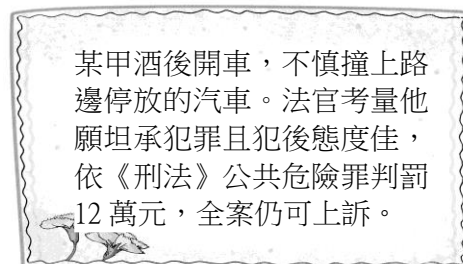 某甲酒後開車，不慎撞上路
邊停放的汽車。法官考量他
願坦承犯罪且犯後態度佳，
依《刑法》公共危險罪判罰
12 萬元，全案仍可上訴。